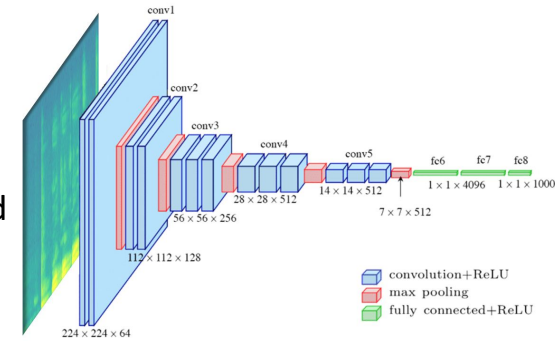 conv1
conv2
conv3
conv4
conv5
fc6
fc7
fc8
1 × 1 × 4096
1 × 1 × 1000
28 × 28 × 512
14 × 14 × 512
7 × 7 × 512
56 × 56 × 256
112 × 112 × 128
224 × 224 × 64
convolution+ReLU
max pooling
fully connected+ReLU